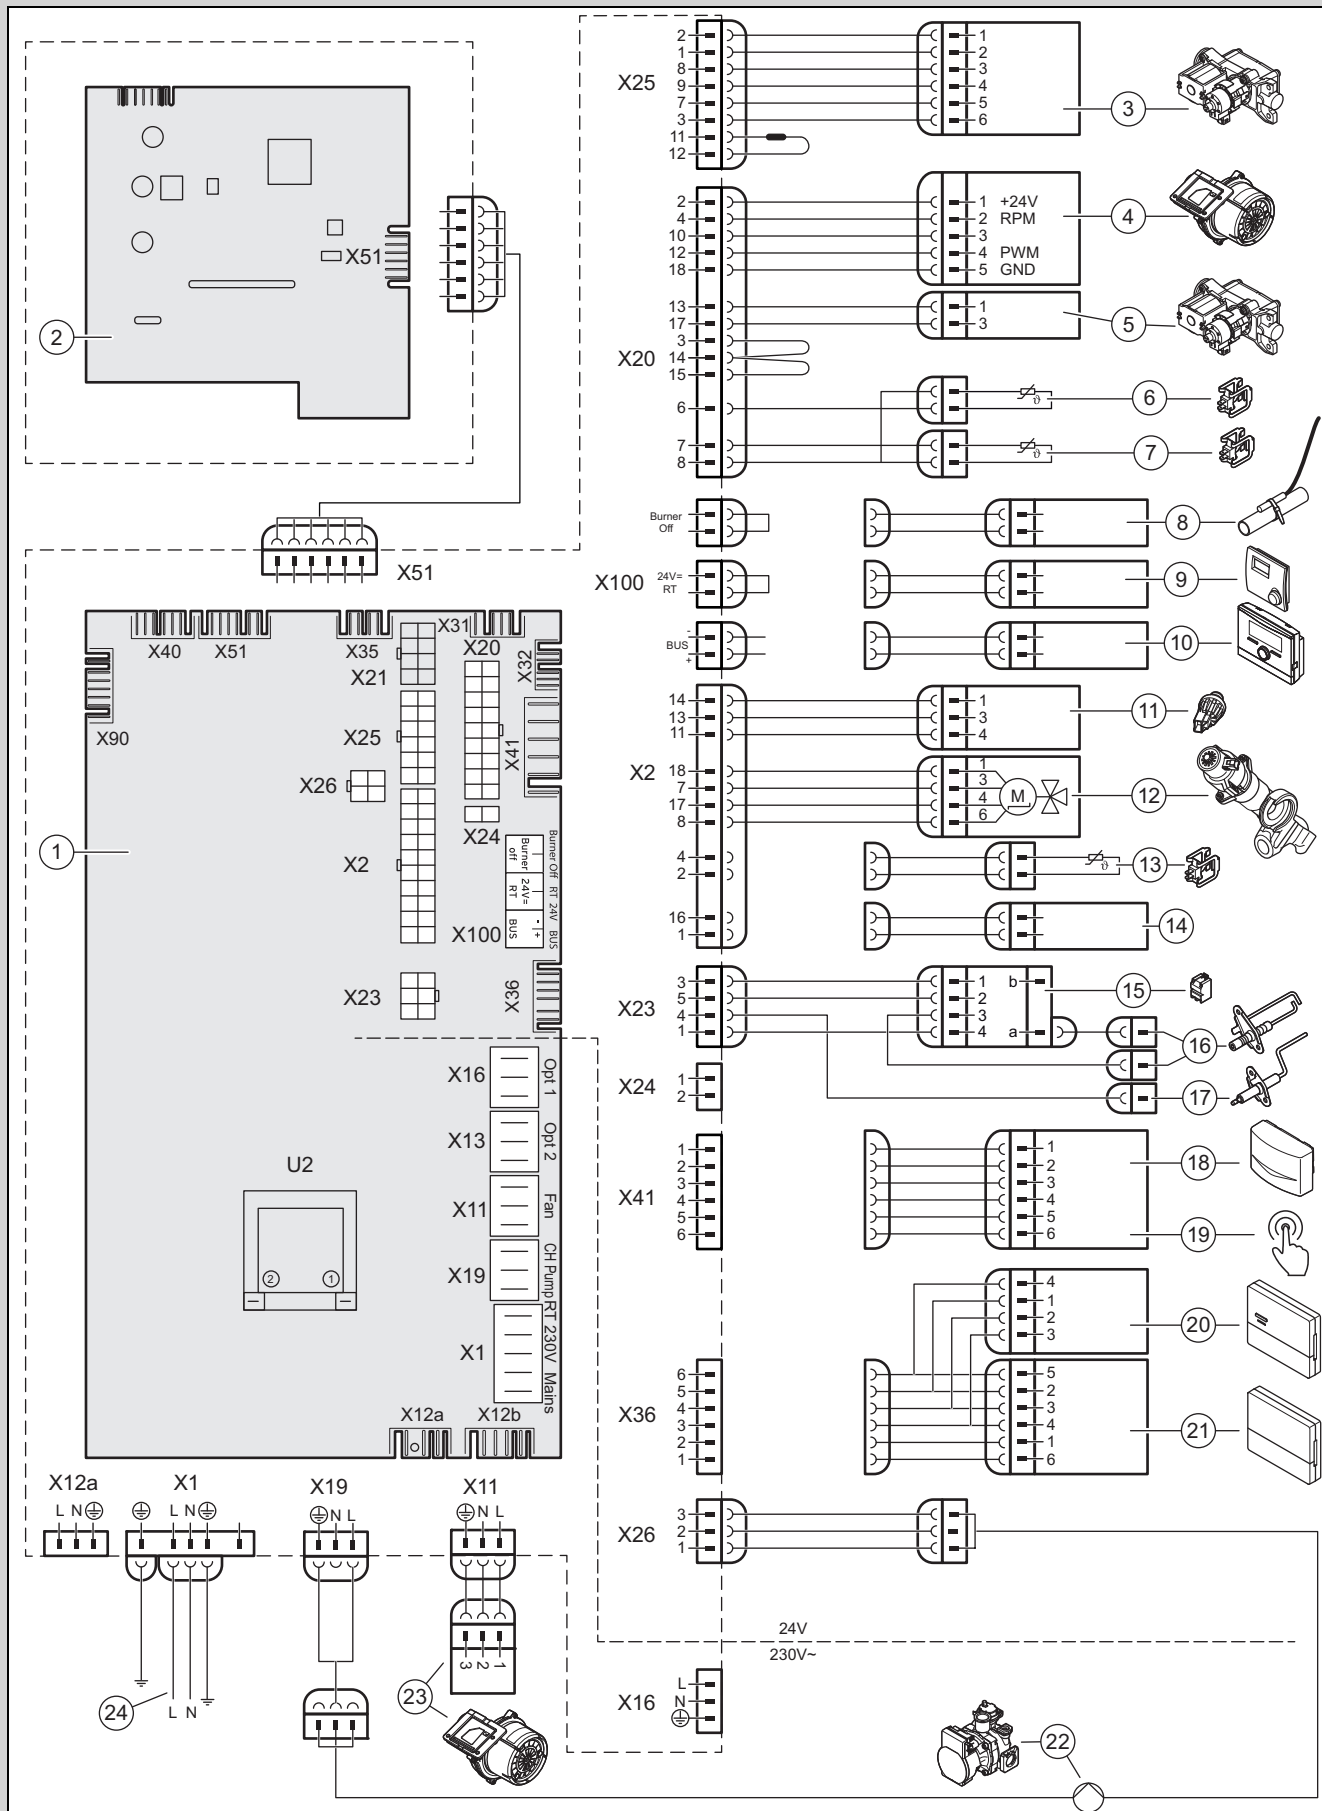 X51
2
X51
X40
X51
X35
X31
X20
X32
X21
X90
X25
X41
X26
X24
X2
Burner off
24V= RT
BUS
- +
Burner Off RT 24V BUS
X100
X23
X36
1
X16
Opt 1
X13
Opt 2
U2
X11
Fan
X19
CH Pump
2 1
X1
RT 230V Mains
X12a
X12b
X12a
L N
X1
L N
X19
N L
X11
N L
24
L N
3 2 1
23
X25
2 1
1 2
8 3
9 4
7 5
3 6
11
12
3
X20
2 1 +24V
4 2 RPM
10 3
12 4 PWM
18 5 GND
4
13 1
17 3
5
3
14
15
6
ϑ
6
7
8
ϑ
7
Burner
Off
8
X100
24V=
RT
9
-
BUS
+
10
X2
14 1
13 3
11 4
11
18 1
7 3
17 4
8 6
M
12
4
2
ϑ
13
16
1
14
X23
3 1 b
5 2
4 3
1 4 a
15
16
17
X24
1
2
X41
1 1
2 2
3 3
4 4
5 5
6 6
18
19
4
1
2
3
20
X36
6 5
5 2
4 3
3 4
2 1
1 6
21
X26
3
2
1
24V
230V~
X16
L
N
22